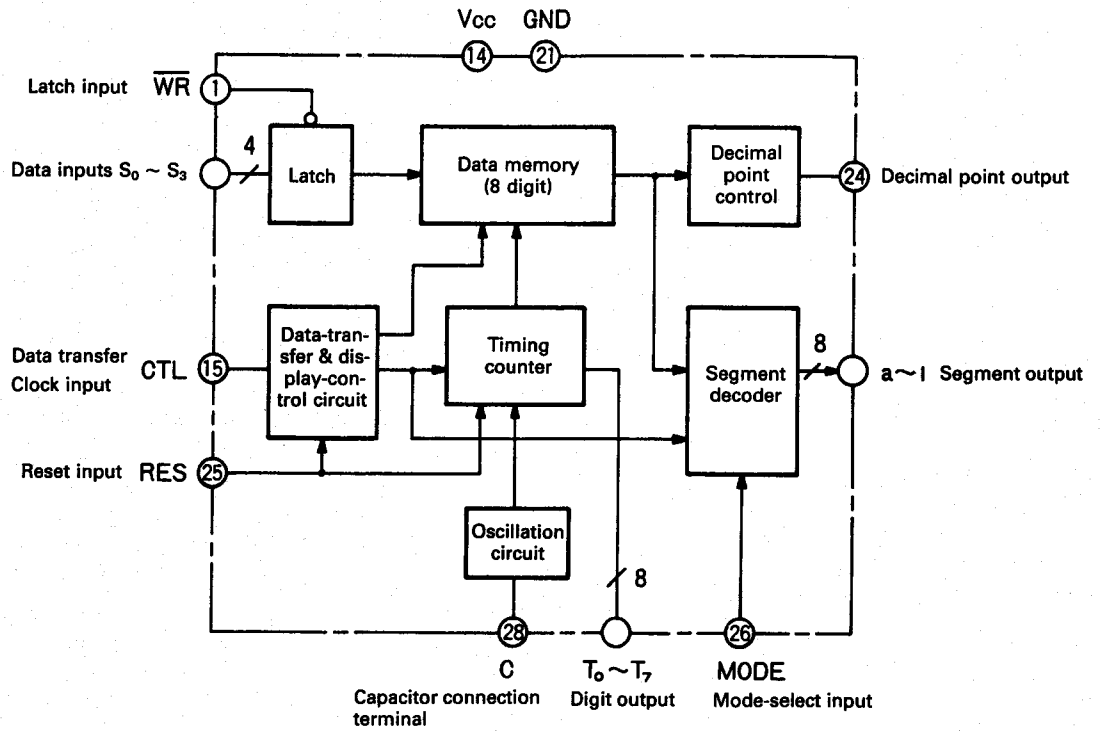 Vcc GND
14 21
Latch input WR 1
4
Data inputs S₀ ~ S₃
Latch
Data memory
(8 digit)
Decimal
point
control
24 Decimal point output
Data transfer
Clock input
CTL 15
Data-tran-
sfer & dis-
play-con-
trol circuit
Timing
counter
Segment
decoder
8
a~l Segment output
Reset input RES 25
Oscillation
circuit
8
28 26
C T₀~T₇ MODE
Capacitor connection
terminal
Digit output
Mode-select input